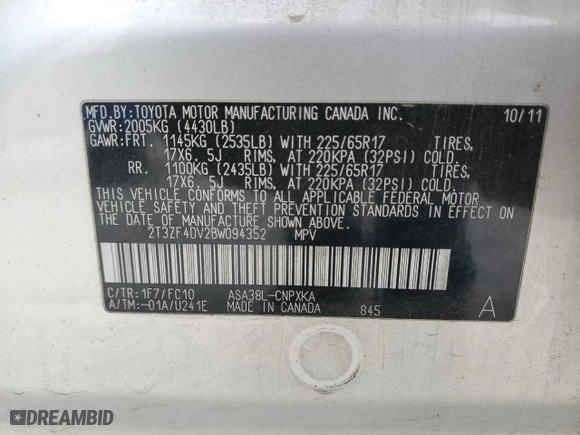 MFD.BY:TOYOTA MOTOR MANUFACTURING CANADA INC. 10/11
GVWR:2005KG (4430LB)
GAWR:FRT. 1145KG (2535LB) WITH 225/65R17 TIRES,
17X6.5J RIMS, AT 220KPA (32PSI) COLD.
RR. 1100KG (2435LB) WITH 225/65R17 TIRES,
17X6.5J RIMS, AT 220KPA (32PSI) COLD.
THIS VEHICLE CONFORMS TO ALL APPLICABLE FEDERAL MOTOR
VEHICLE SAFETY AND THEFT PREVENTION STANDARDS IN EFFECT
ON THE DATE OF MANUFACTURE SHOWN ABOVE.
2T3ZF4DV2BW094352 MPV
C/TR:1F7/FC10 ASA38L-CNPXKA
A/TM:-01A/U241E MADE IN CANADA 845 A
DREAMBID